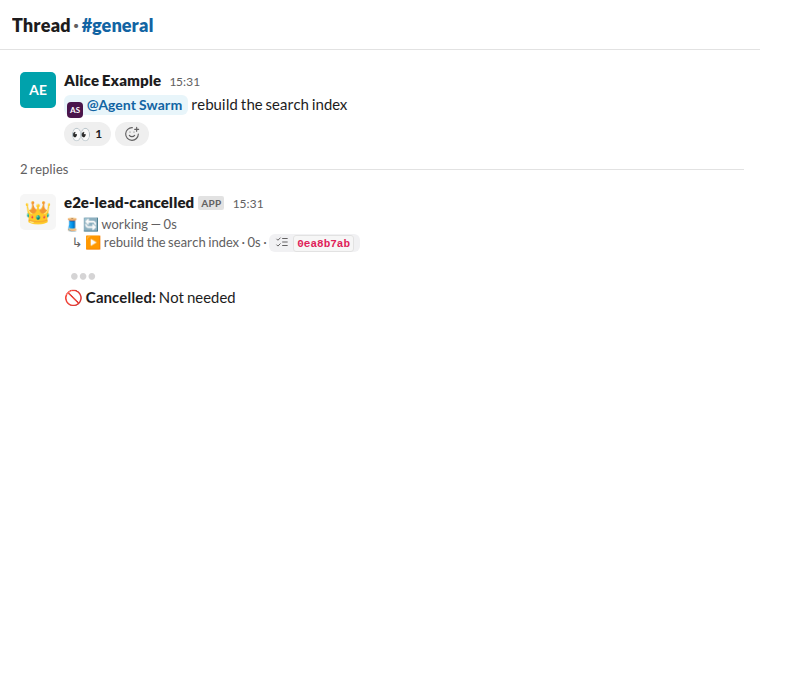 Thread • #general
AE
Alice Example 15:31
AS @Agent Swarm rebuild the search index
👀 1
2 replies
e2e-lead-cancelled APP 15:31
🧵 🔄 working — 0s
↳ ▶️ rebuild the search index · 0s · 0ea8b7ab
🚫 Cancelled: Not needed